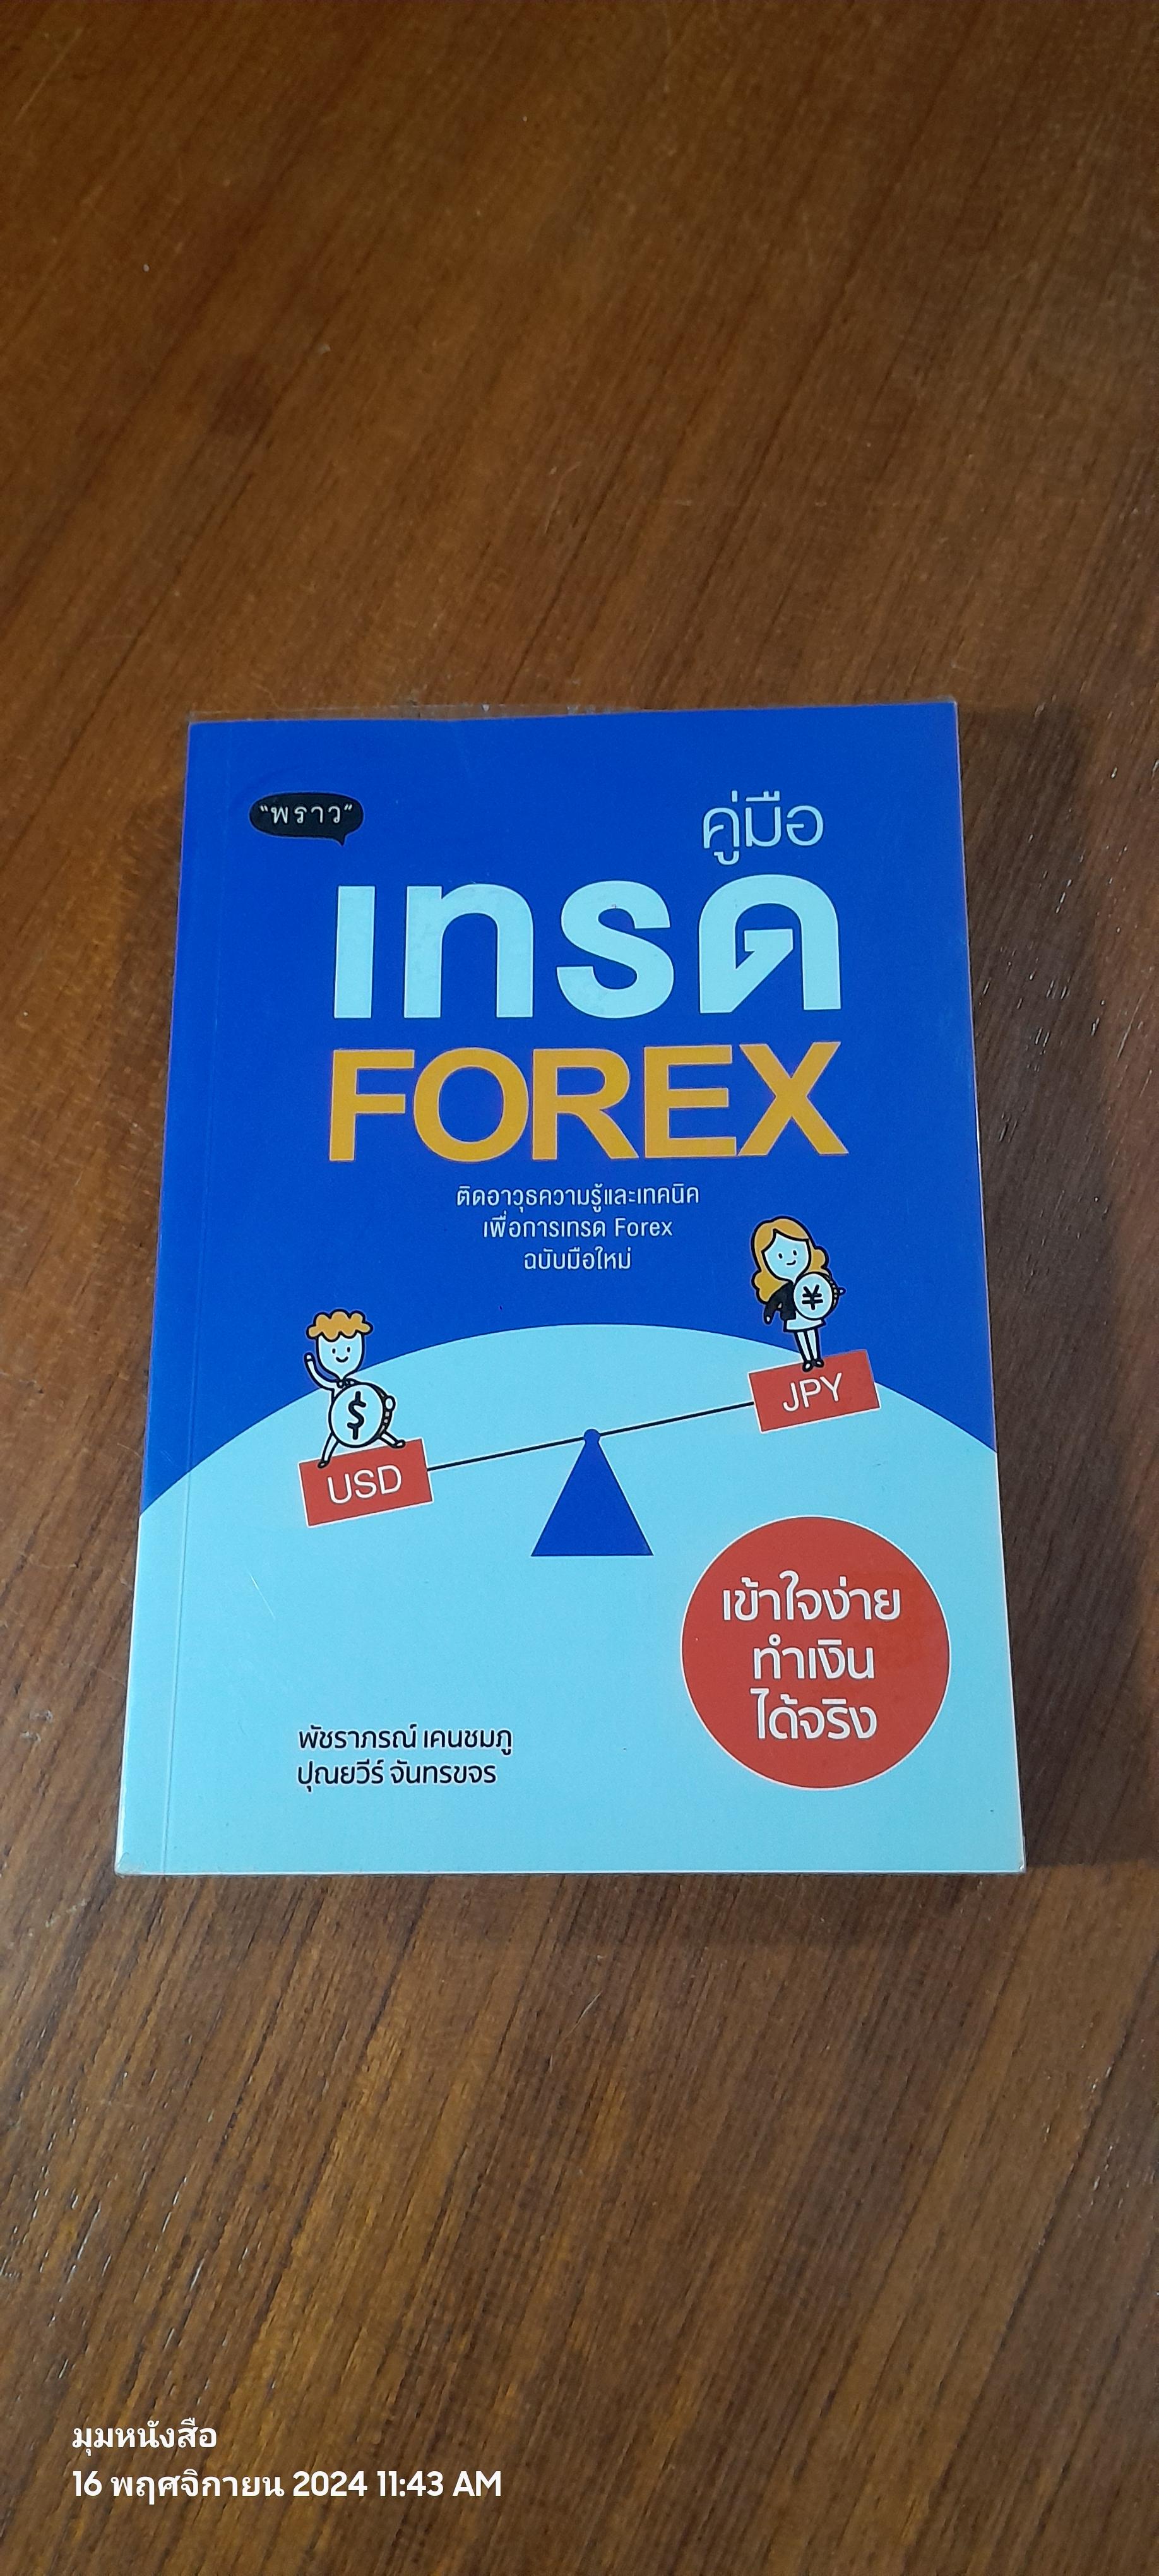 "พราว"
คู่มือ
เทรด
FOREX
ติดอาวุธความรู้และเทคนิค
เพื่อการเทรด Forex
ฉบับมือใหม่
¥
JPY
$
USD
เข้าใจง่าย
ทำเงิน
ได้จริง
พัชราภรณ์ เคนชมภู
ปุณยวีร์ จันทรขจร
มุมหนังสือ
16 พฤศจิกายน 2024 11:43 AM